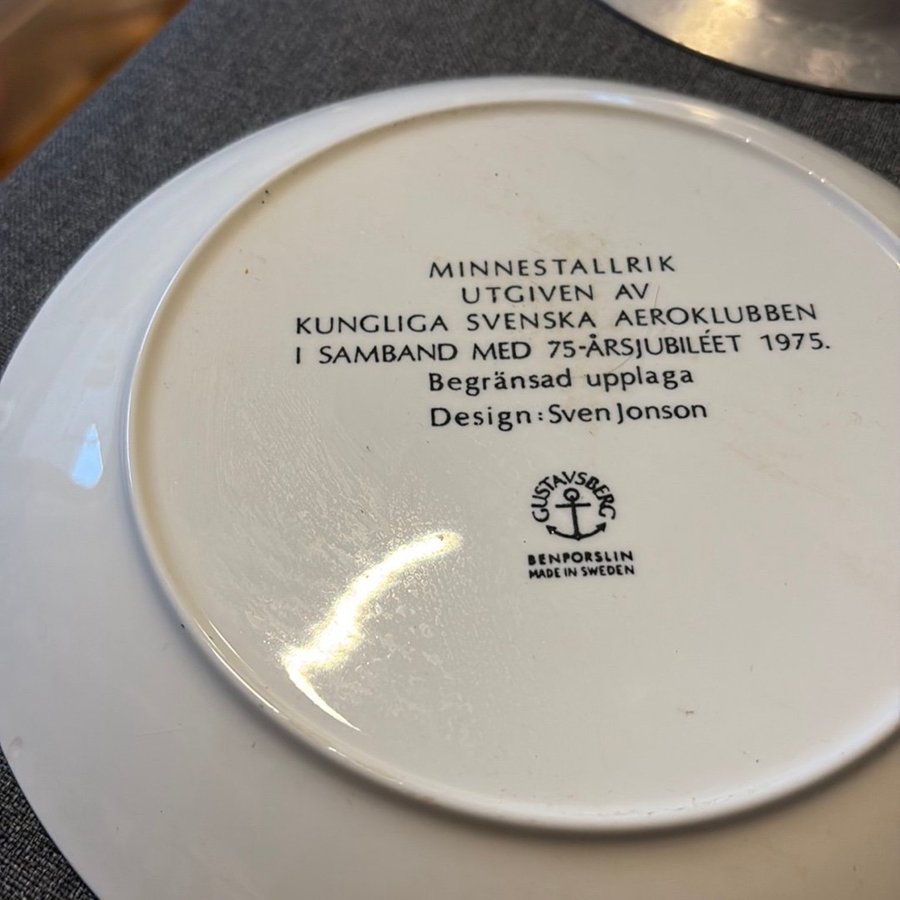 MINNESTALLRIK
UTGIVEN AV
KUNGLIGA SVENSKA AEROKLUBBEN
I SAMBAND MED 75-ÅRSJUBILÉET 1975.
Begränsad upplaga
Design: Sven Jonson
GUSTAVSBERG
BENPORSLIN
MADE IN SWEDEN